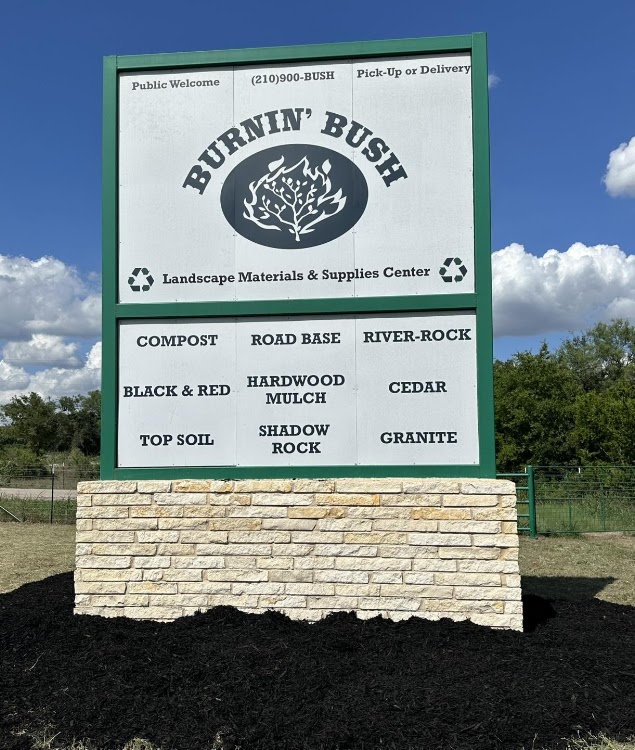 Public Welcome (210)900-BUSH Pick-Up or Delivery
BURNIN' BUSH
Landscape Materials & Supplies Center
COMPOST ROAD BASE RIVER-ROCK
BLACK & RED HARDWOOD MULCH CEDAR
TOP SOIL SHADOW ROCK GRANITE